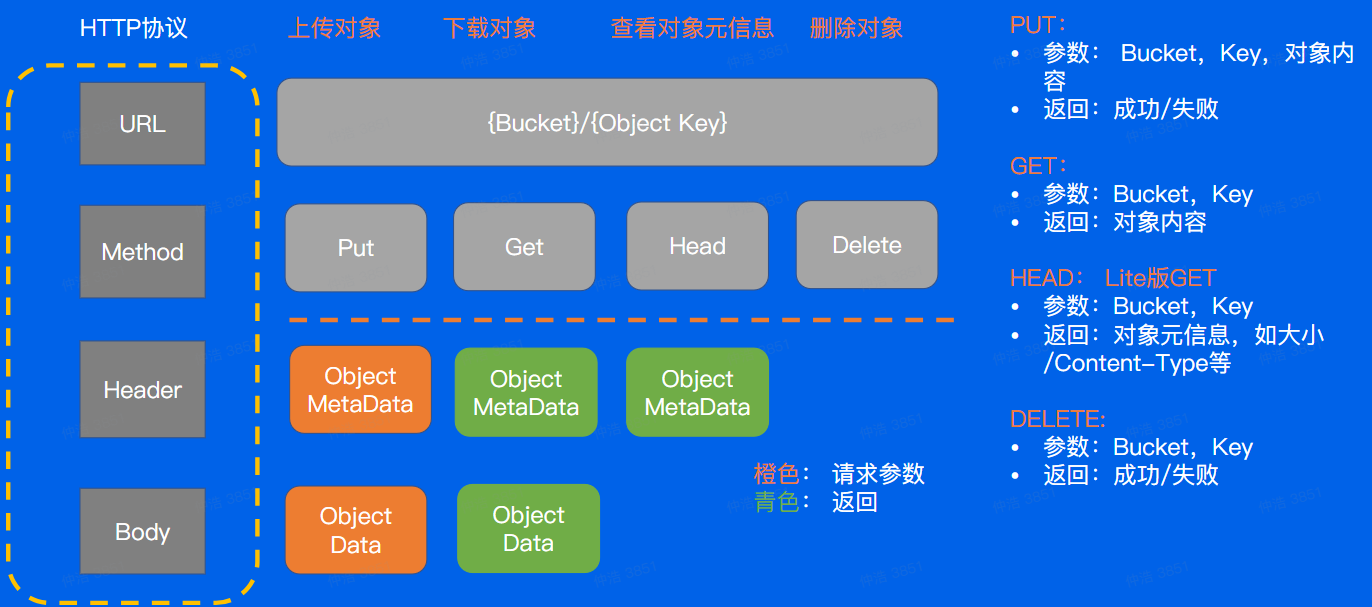 HTTP协议
上传对象
下载对象
查看对象元信息
删除对象
URL
{Bucket}/{Object Key}
Method
Put
Get
Head
Delete
Header
Object
MetaData
Object
MetaData
Object
MetaData
Body
Object
Data
Object
Data
橙色： 请求参数
青色： 返回
PUT：
• 参数： Bucket，Key，对象内
容
• 返回：成功/失败
GET：
• 参数：Bucket，Key
• 返回：对象内容
HEAD： Lite版GET
• 参数：Bucket，Key
• 返回：对象元信息，如大小
/Content-Type等
DELETE:
• 参数：Bucket，Key
• 返回：成功/失败